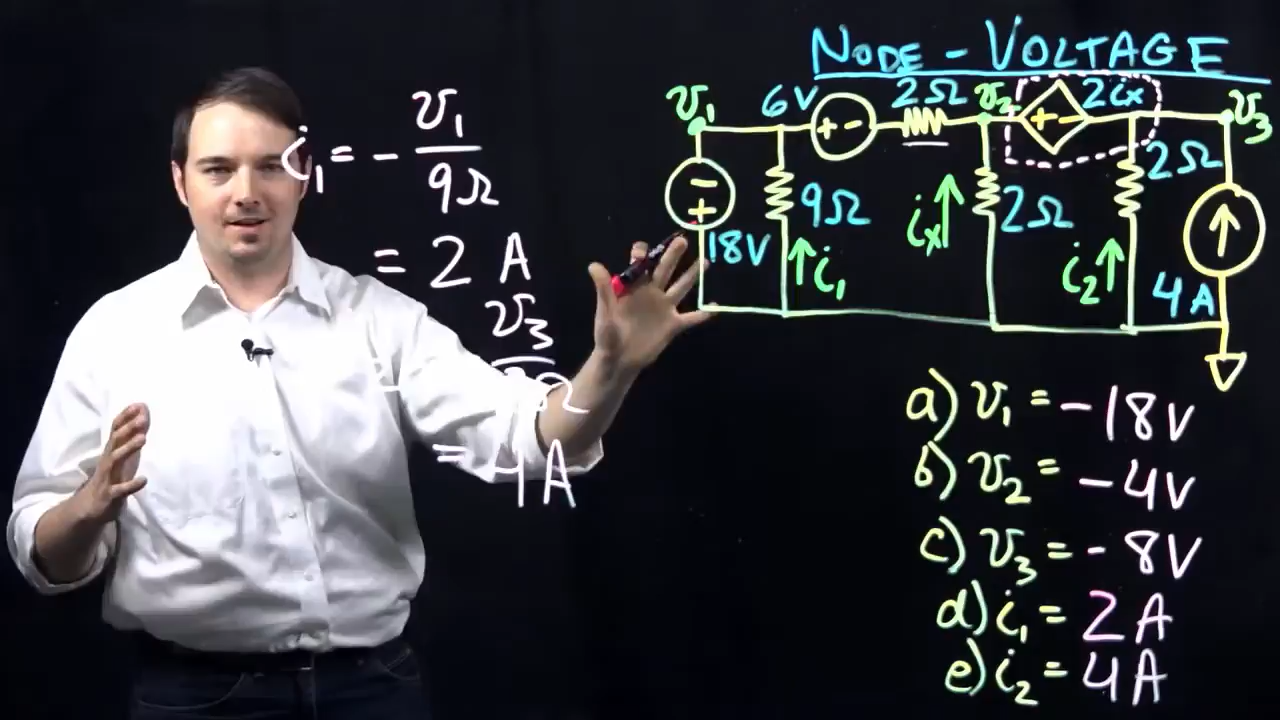 NODE - VOLTAGE
v₁ 6V 2Ω v₂ + - 2ix v₃
+ -
- + 9Ω 2Ω 2Ω
18V i₁ ix i₂ 4A
i₁ = - v₁ / 9Ω
= 2 A
v₃
= 4A
a) v₁ = -18V
b) v₂ = -4V
c) v₃ = -8V
d) i₁ = 2A
e) i₂ = 4A